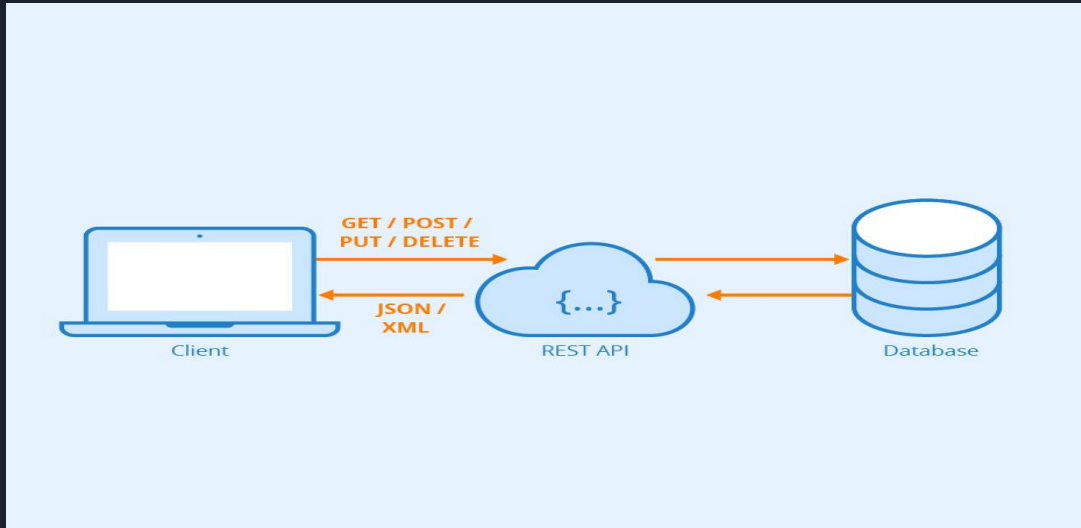 GET / POST /
PUT / DELETE
{...}
JSON /
XML
Client
REST API
Database